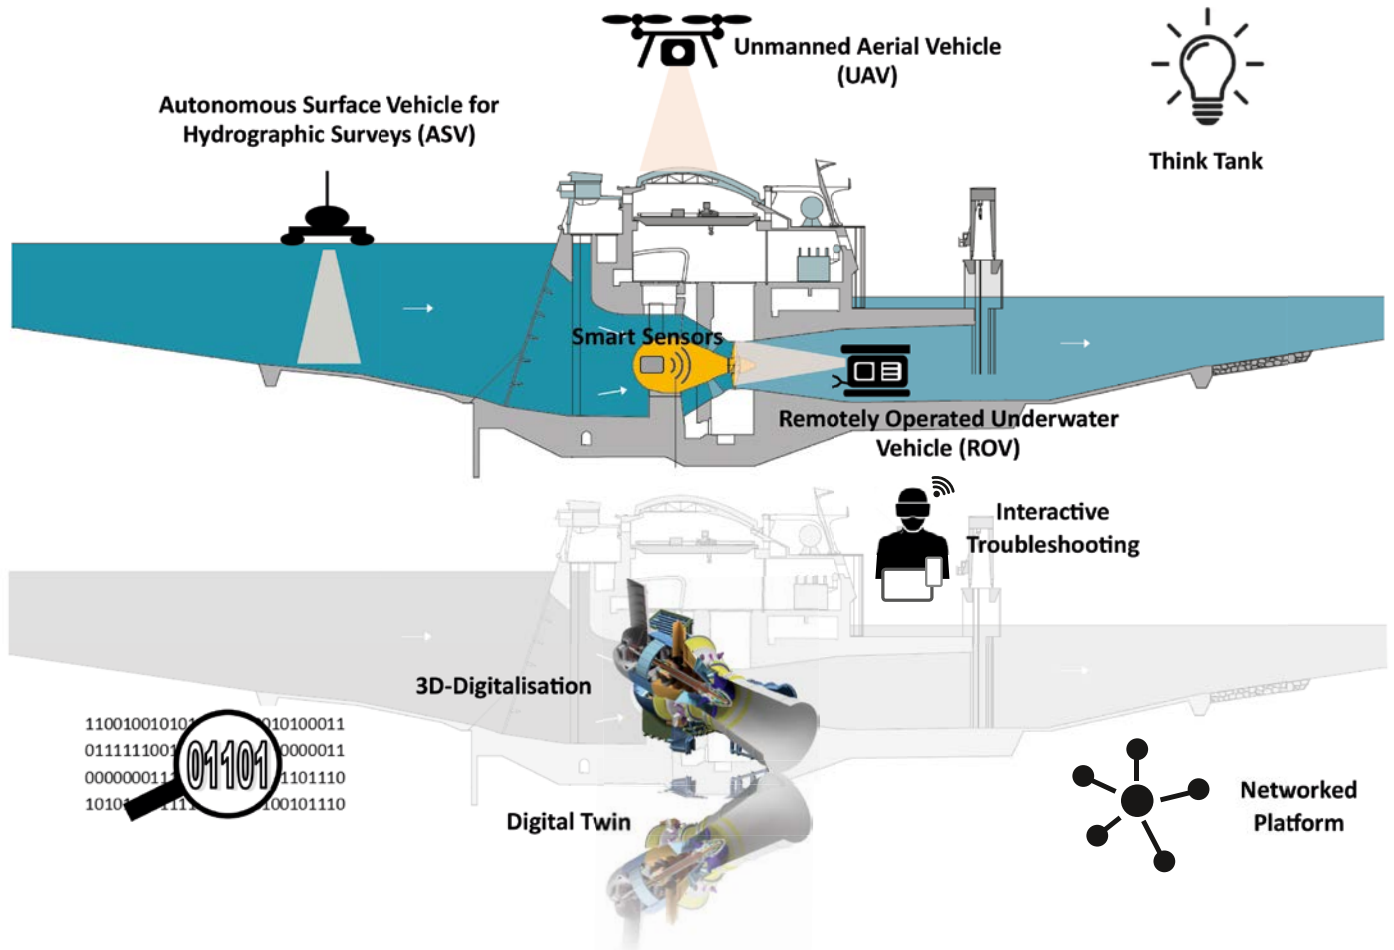 Unmanned Aerial Vehicle
(UAV)
Autonomous Surface Vehicle for
Hydrographic Surveys (ASV)
Think Tank
Smart Sensors
Remotely Operated Underwater
Vehicle (ROV)
Interactive
Troubleshooting
3D-Digitalisation
01101
Digital Twin
Networked
Platform